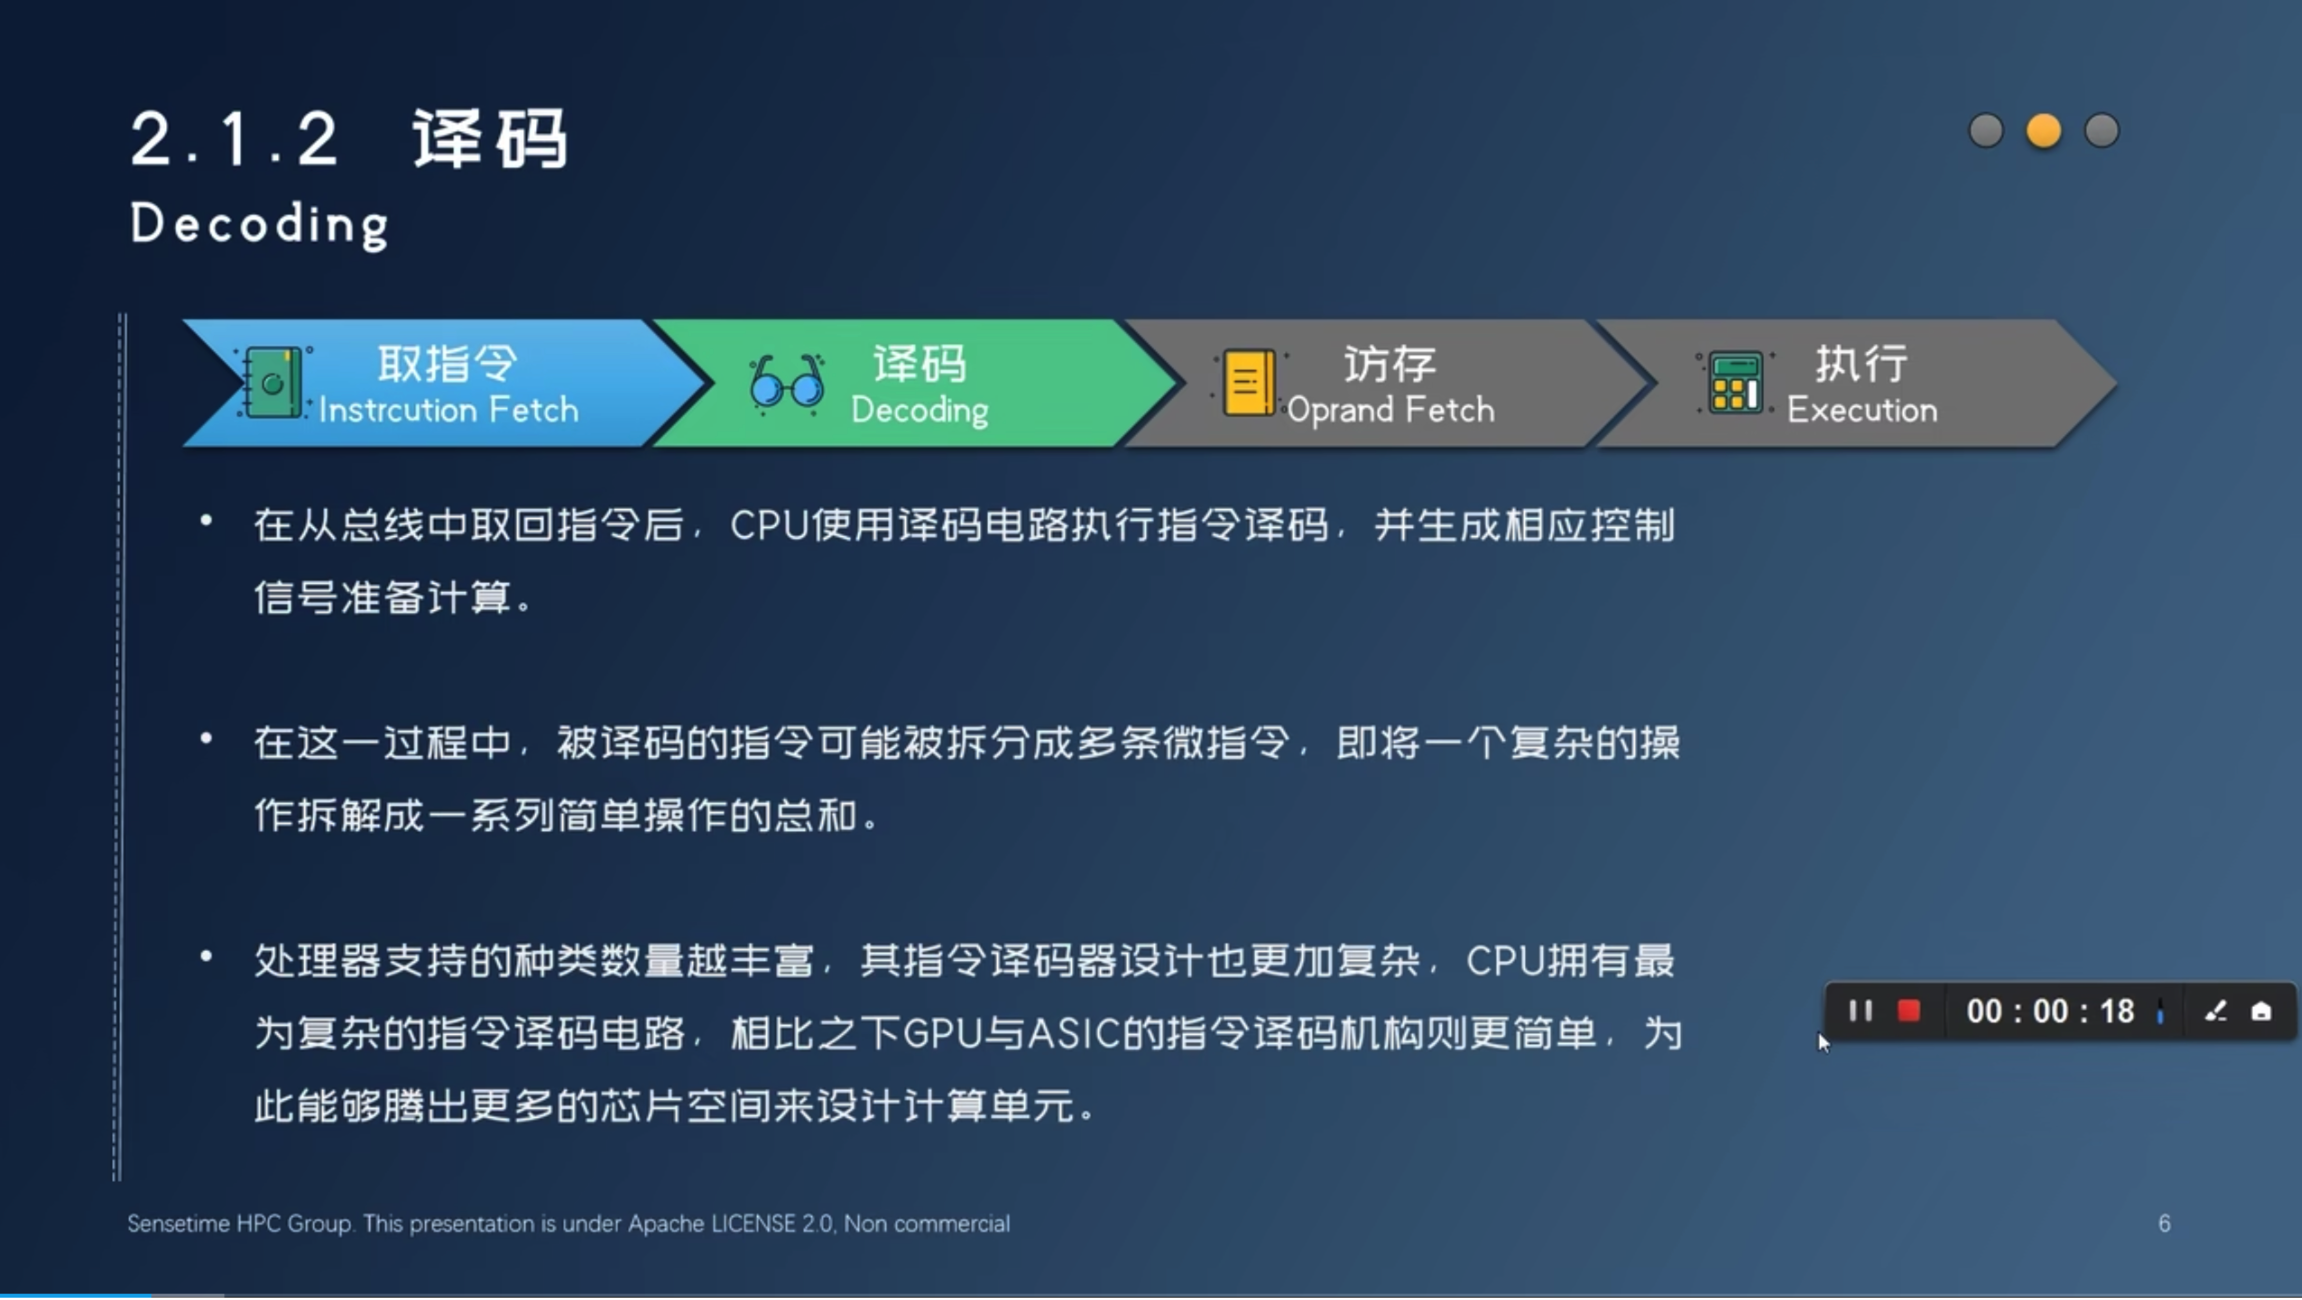 2.1.2 译码
Decoding
取指令
Instrcution Fetch
译码
Decoding
访存
Oprand Fetch
执行
Execution
• 在从总线中取回指令后，CPU使用译码电路执行指令译码，并生成相应控制
信号准备计算。
• 在这一过程中，被译码的指令可能被拆分成多条微指令，即将一个复杂的操
作拆解成一系列简单操作的总和。
• 处理器支持的种类数量越丰富，其指令译码器设计也更加复杂，CPU拥有最
为复杂的指令译码电路，相比之下GPU与ASIC的指令译码机构则更简单，为
此能够腾出更多的芯片空间来设计计算单元。
00:00:18
Sensetime HPC Group. This presentation is under Apache LICENSE 2.0, Non commercial
6